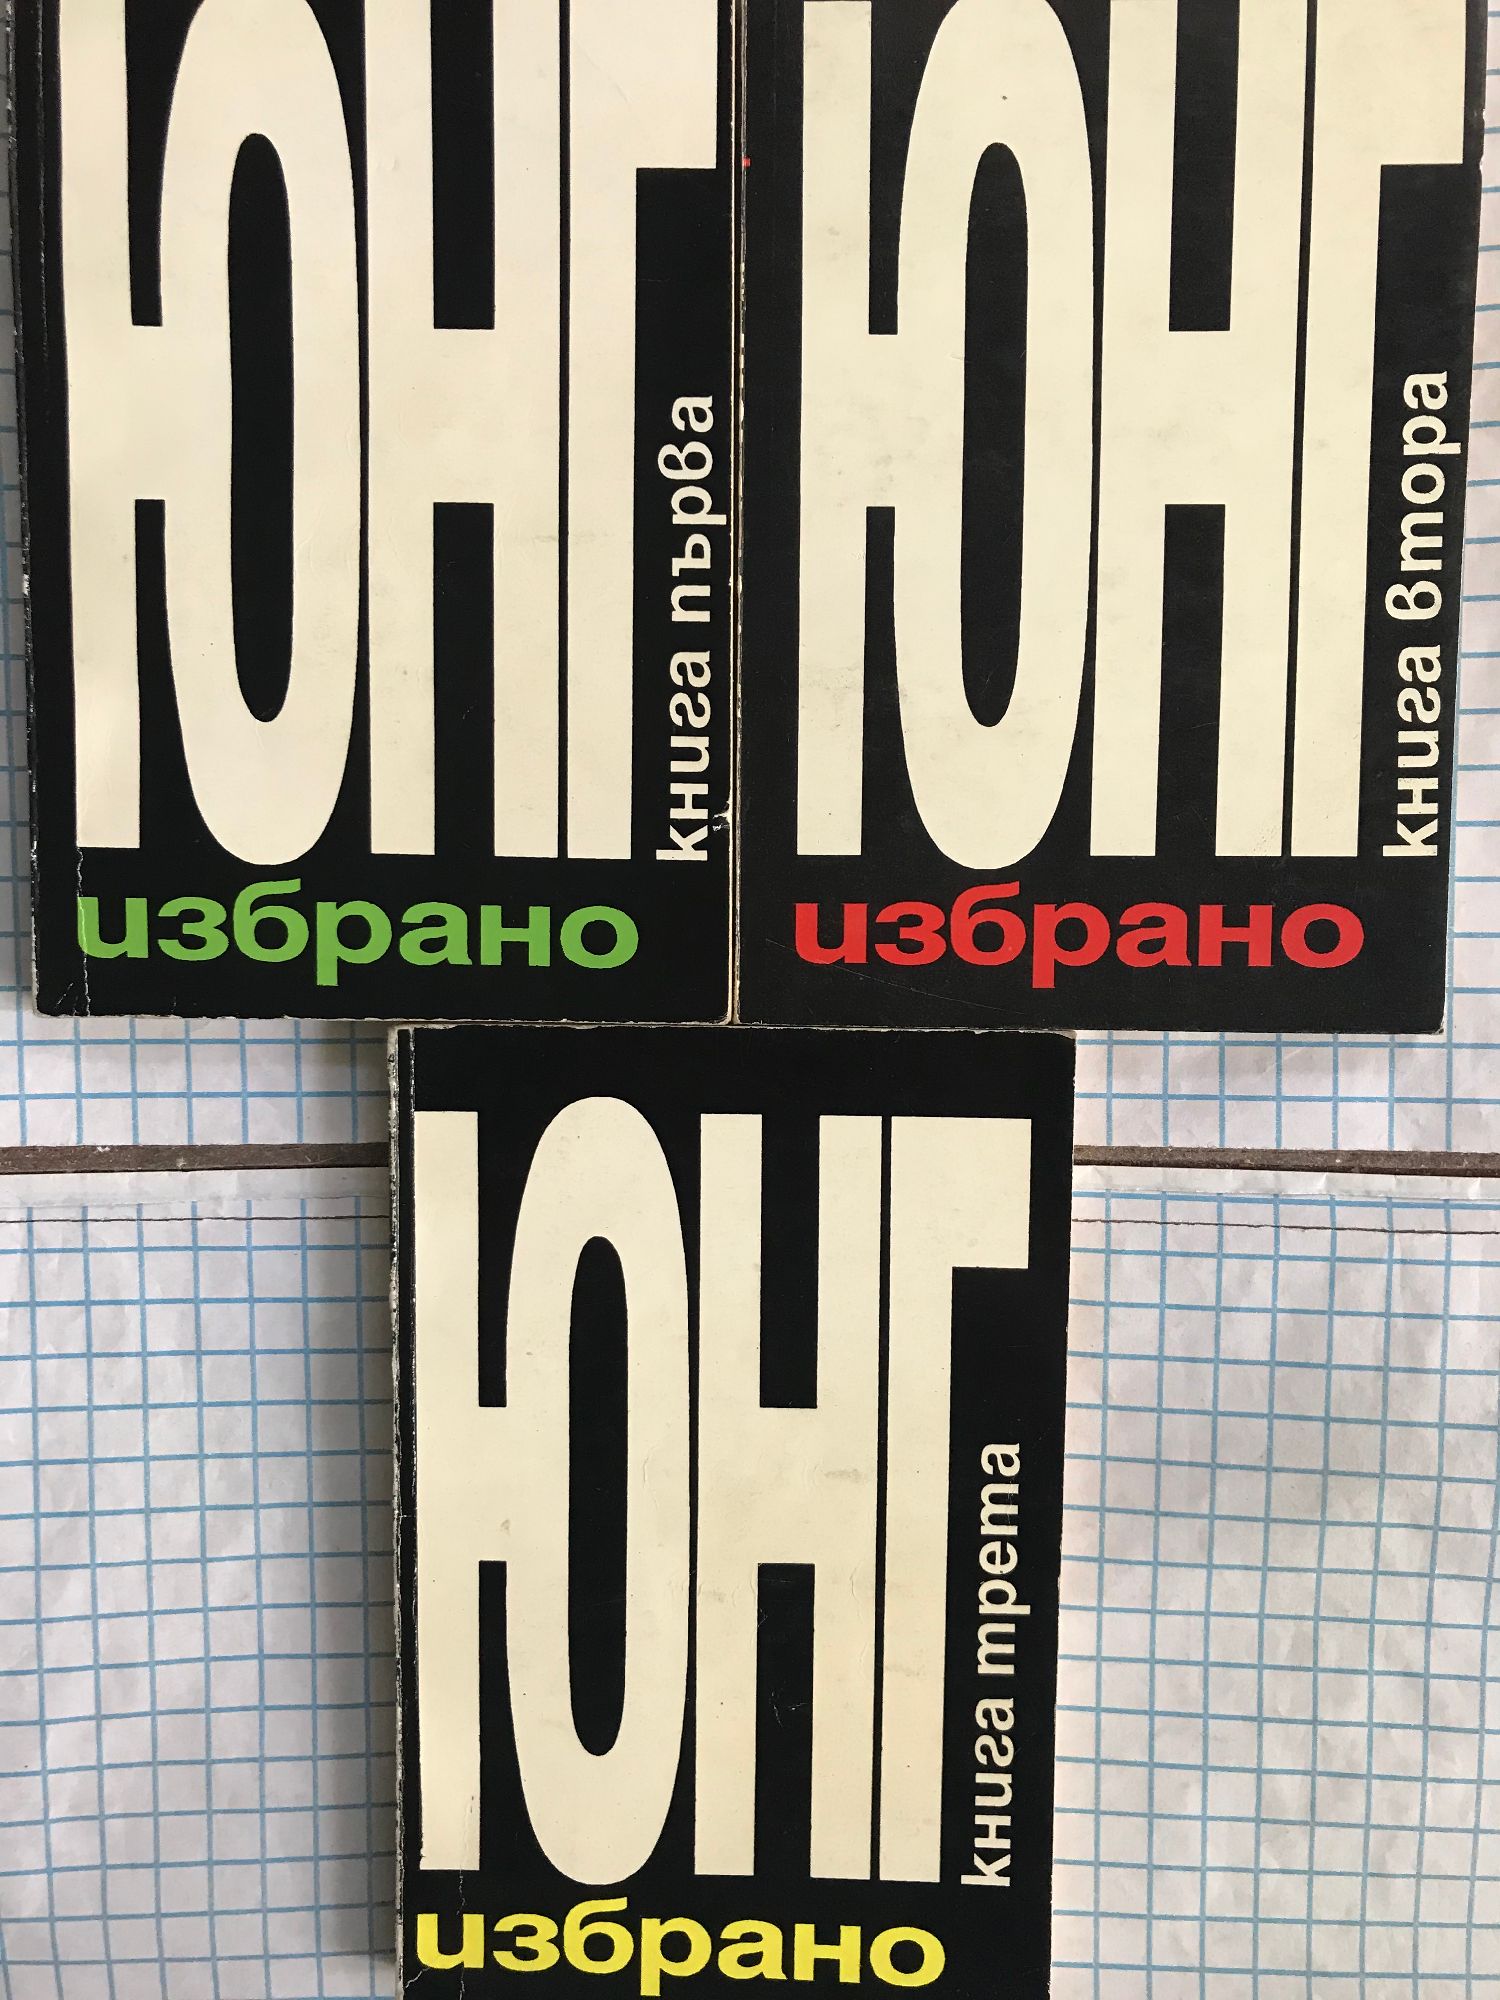 ЮНГ
книга първа
избрано
ЮНГ
книга втора
избрано
ЮНГ
книга трета
избрано